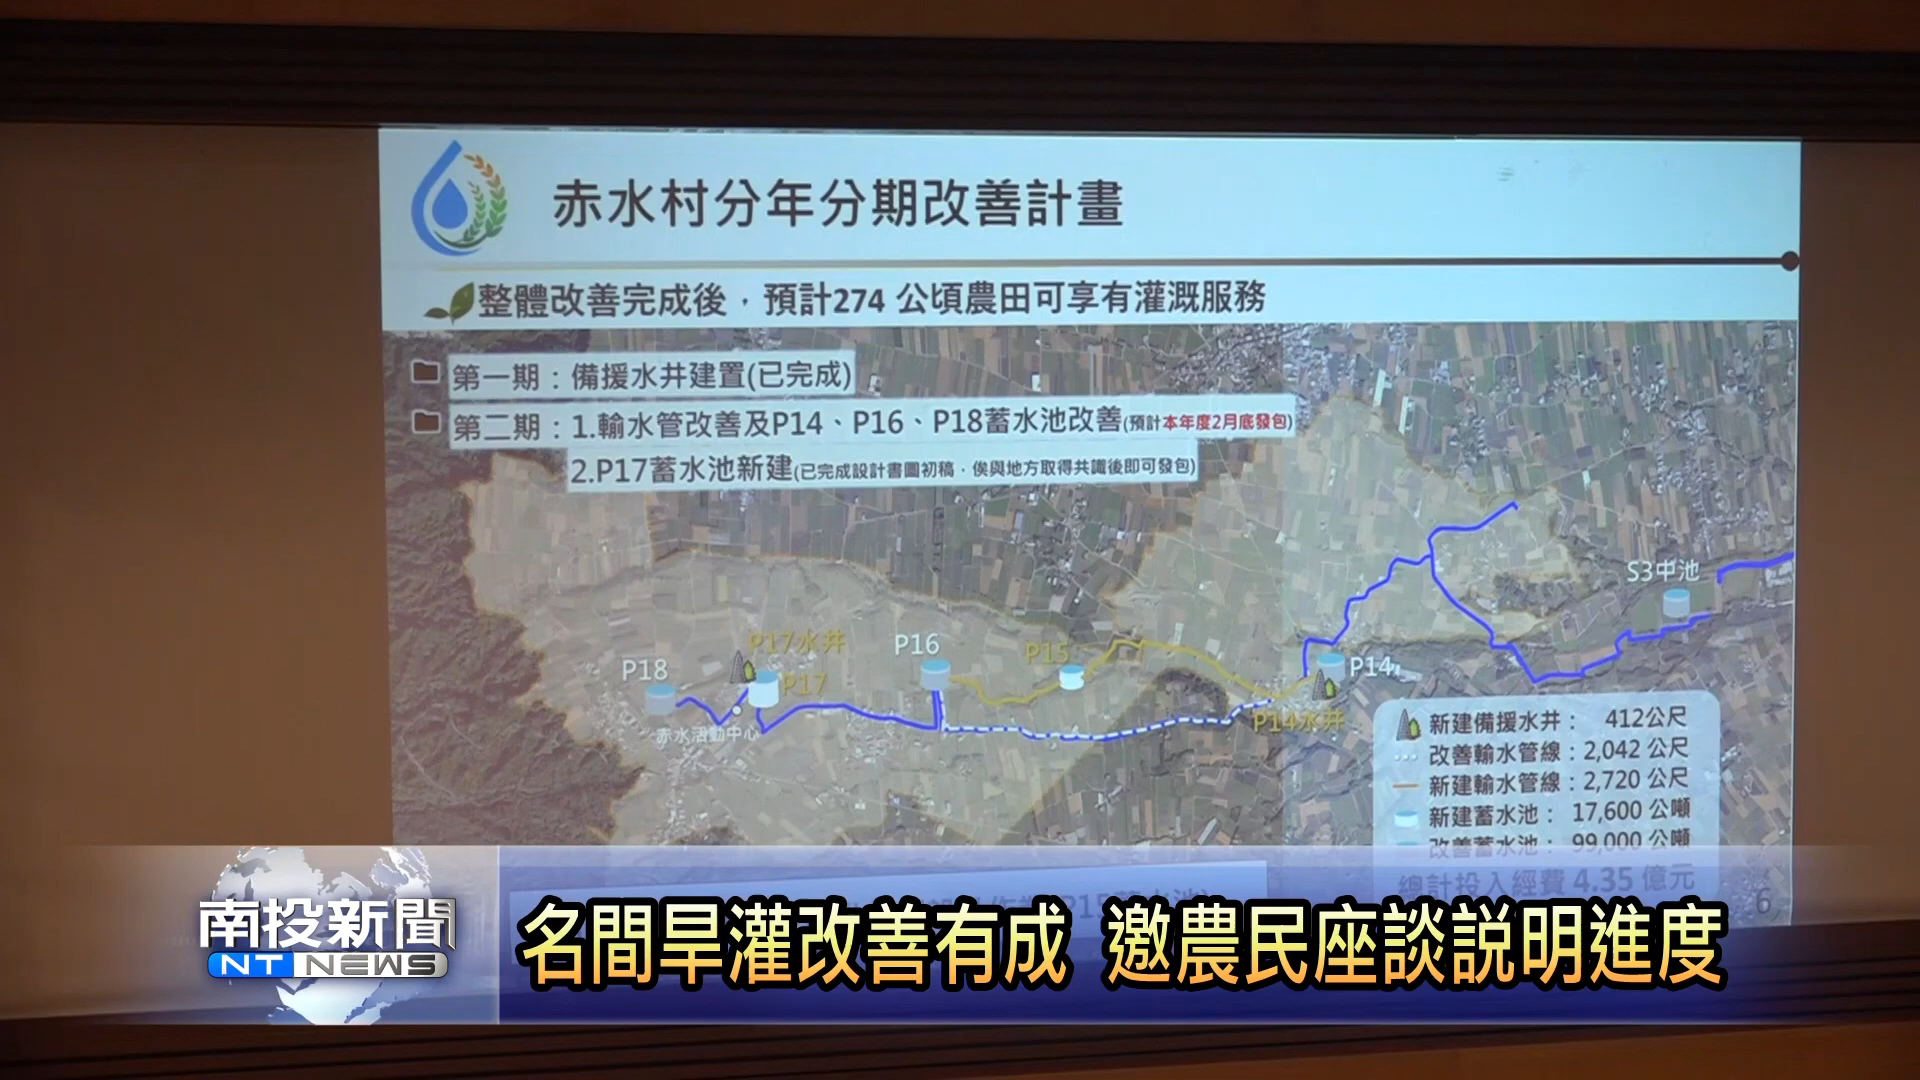 赤水村分年分期改善計畫
整體改善完成後，預計274 公頃農田可享有灌溉服務
第一期：備援水井建置(已完成)
第二期：1.輸水管改善及P14、P16、P18蓄水池改善(預計本年度2月底發包)
2.P17蓄水池新建(已完成設計書圖初稿，俟與地方取得共識後即可發包)
S3中池
P17水井
P16
P15
P18
P17
P14
P14水井
赤水活動中心
新建備援水井： 412公尺
改善輸水管線：2,042 公尺
新建輸水管線：2,720 公尺
新建蓄水池： 17,600 公噸
改善蓄水池： 99,000 公噸
總計投入經費 4.35 億元
6
南投新聞
NT NEWS
名間旱灌改善有成 邀農民座談說明進度